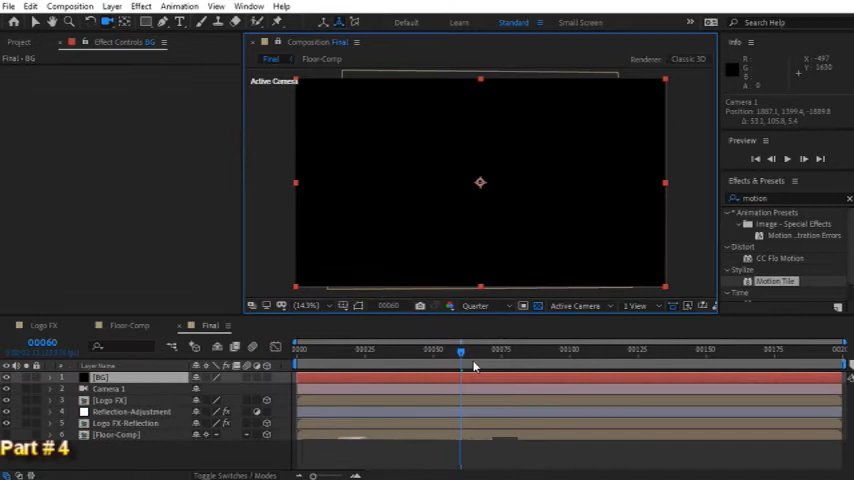 File Composition Layer Effect Animation View Window Help
Default Learn Standard Small Screen » Search Help
Project Effect Controls BG Composition Final Info
Final · BG
Final Floor-Comp Renderer: Classic 3D
Active Camera
R:
G:
B:
A: 0
X: -497
Y: 1630
Camera 1
Position: 1887.1, 1399.4, -1889.8
Δ: 53.1, 105.8, 5.4
Preview
Effects & Presets
motion
* Animation Presets
Image - Special Effects
Motion ...tration Errors
Distort
CC Flo Motion
Stylize
Motion Tile
Time
(14.3%) 00060 Quarter Active Camera 1 View
Logo FX Floor-Comp Final
00060
0000 00025 00050 00075 00100 00125 00150 00175 0020
# Layer Name
1 [BG]
2 Camera 1
3 [Logo FX]
4 Reflection-Adjustment
5 Logo FX-Reflection
6 [Floor-Comp]
Part # 4
Toggle Switches / Modes